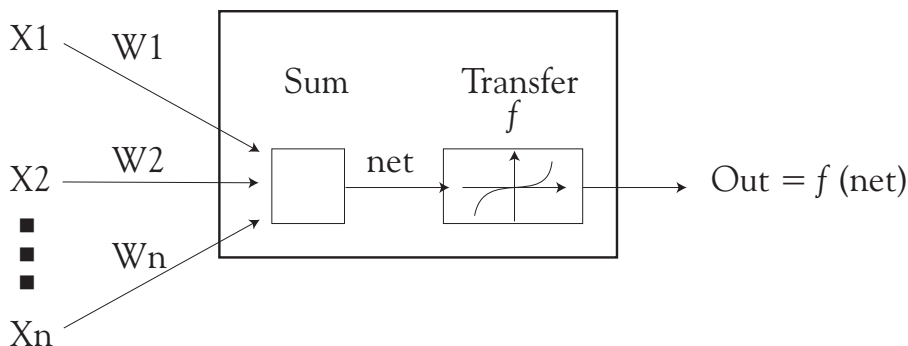 X1
W1
Sum
Transfer
f
X2
W2
net
Out = f (net)
Wn
Xn